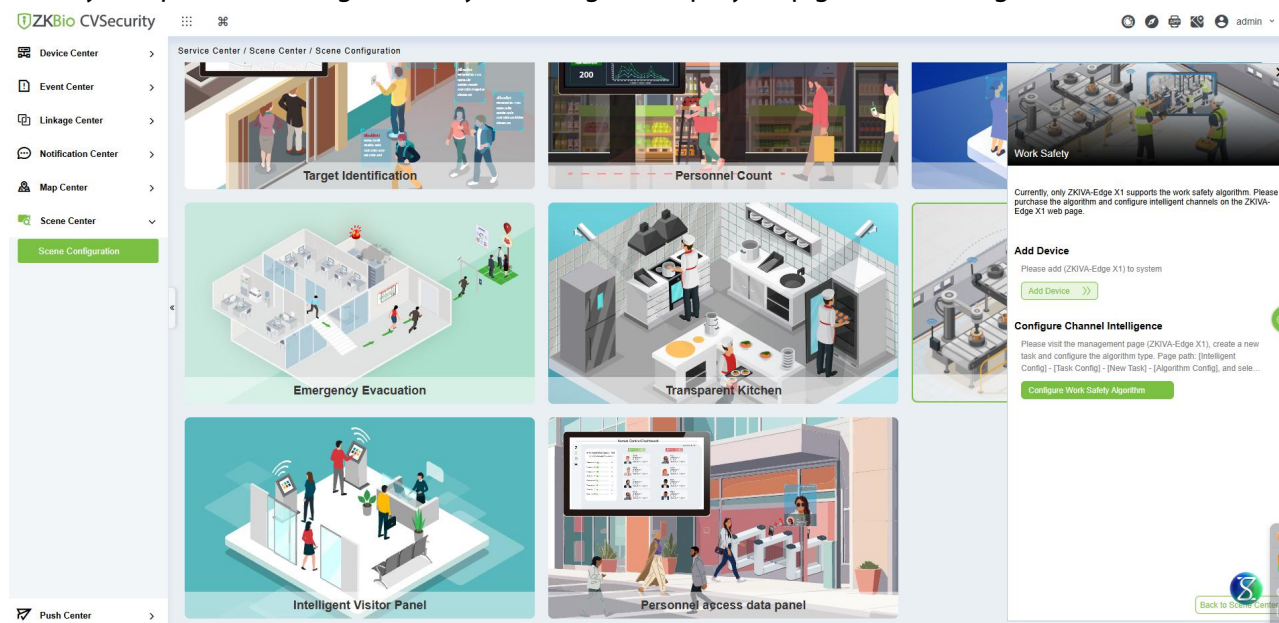 ZKBio CVSecurity
admin
Device Center
Event Center
Linkage Center
Notification Center
Map Center
Scene Center
Scene Configuration
Push Center
Service Center / Scene Center / Scene Configuration
200
Target Identification
Personnel Count
Emergency Evacuation
Transparent Kitchen
Intelligent Visitor Panel
Personnel access data panel
Work Safety
Currently, only ZKIVA-Edge X1 supports the work safety algorithm. Please
purchase the algorithm and configure intelligent channels on the ZKIVA-
Edge X1 web page.
Add Device
Please add (ZKIVA-Edge X1) to system
Add Device
Configure Channel Intelligence
Please visit the management page (ZKIVA-Edge X1), create a new
task and configure the algorithm type. Page path: [Intelligent
Config] - [Task Config] - [New Task] - [Algorithm Config], and sele...
Configure Work Safety Algorithm
Back to Scene Center